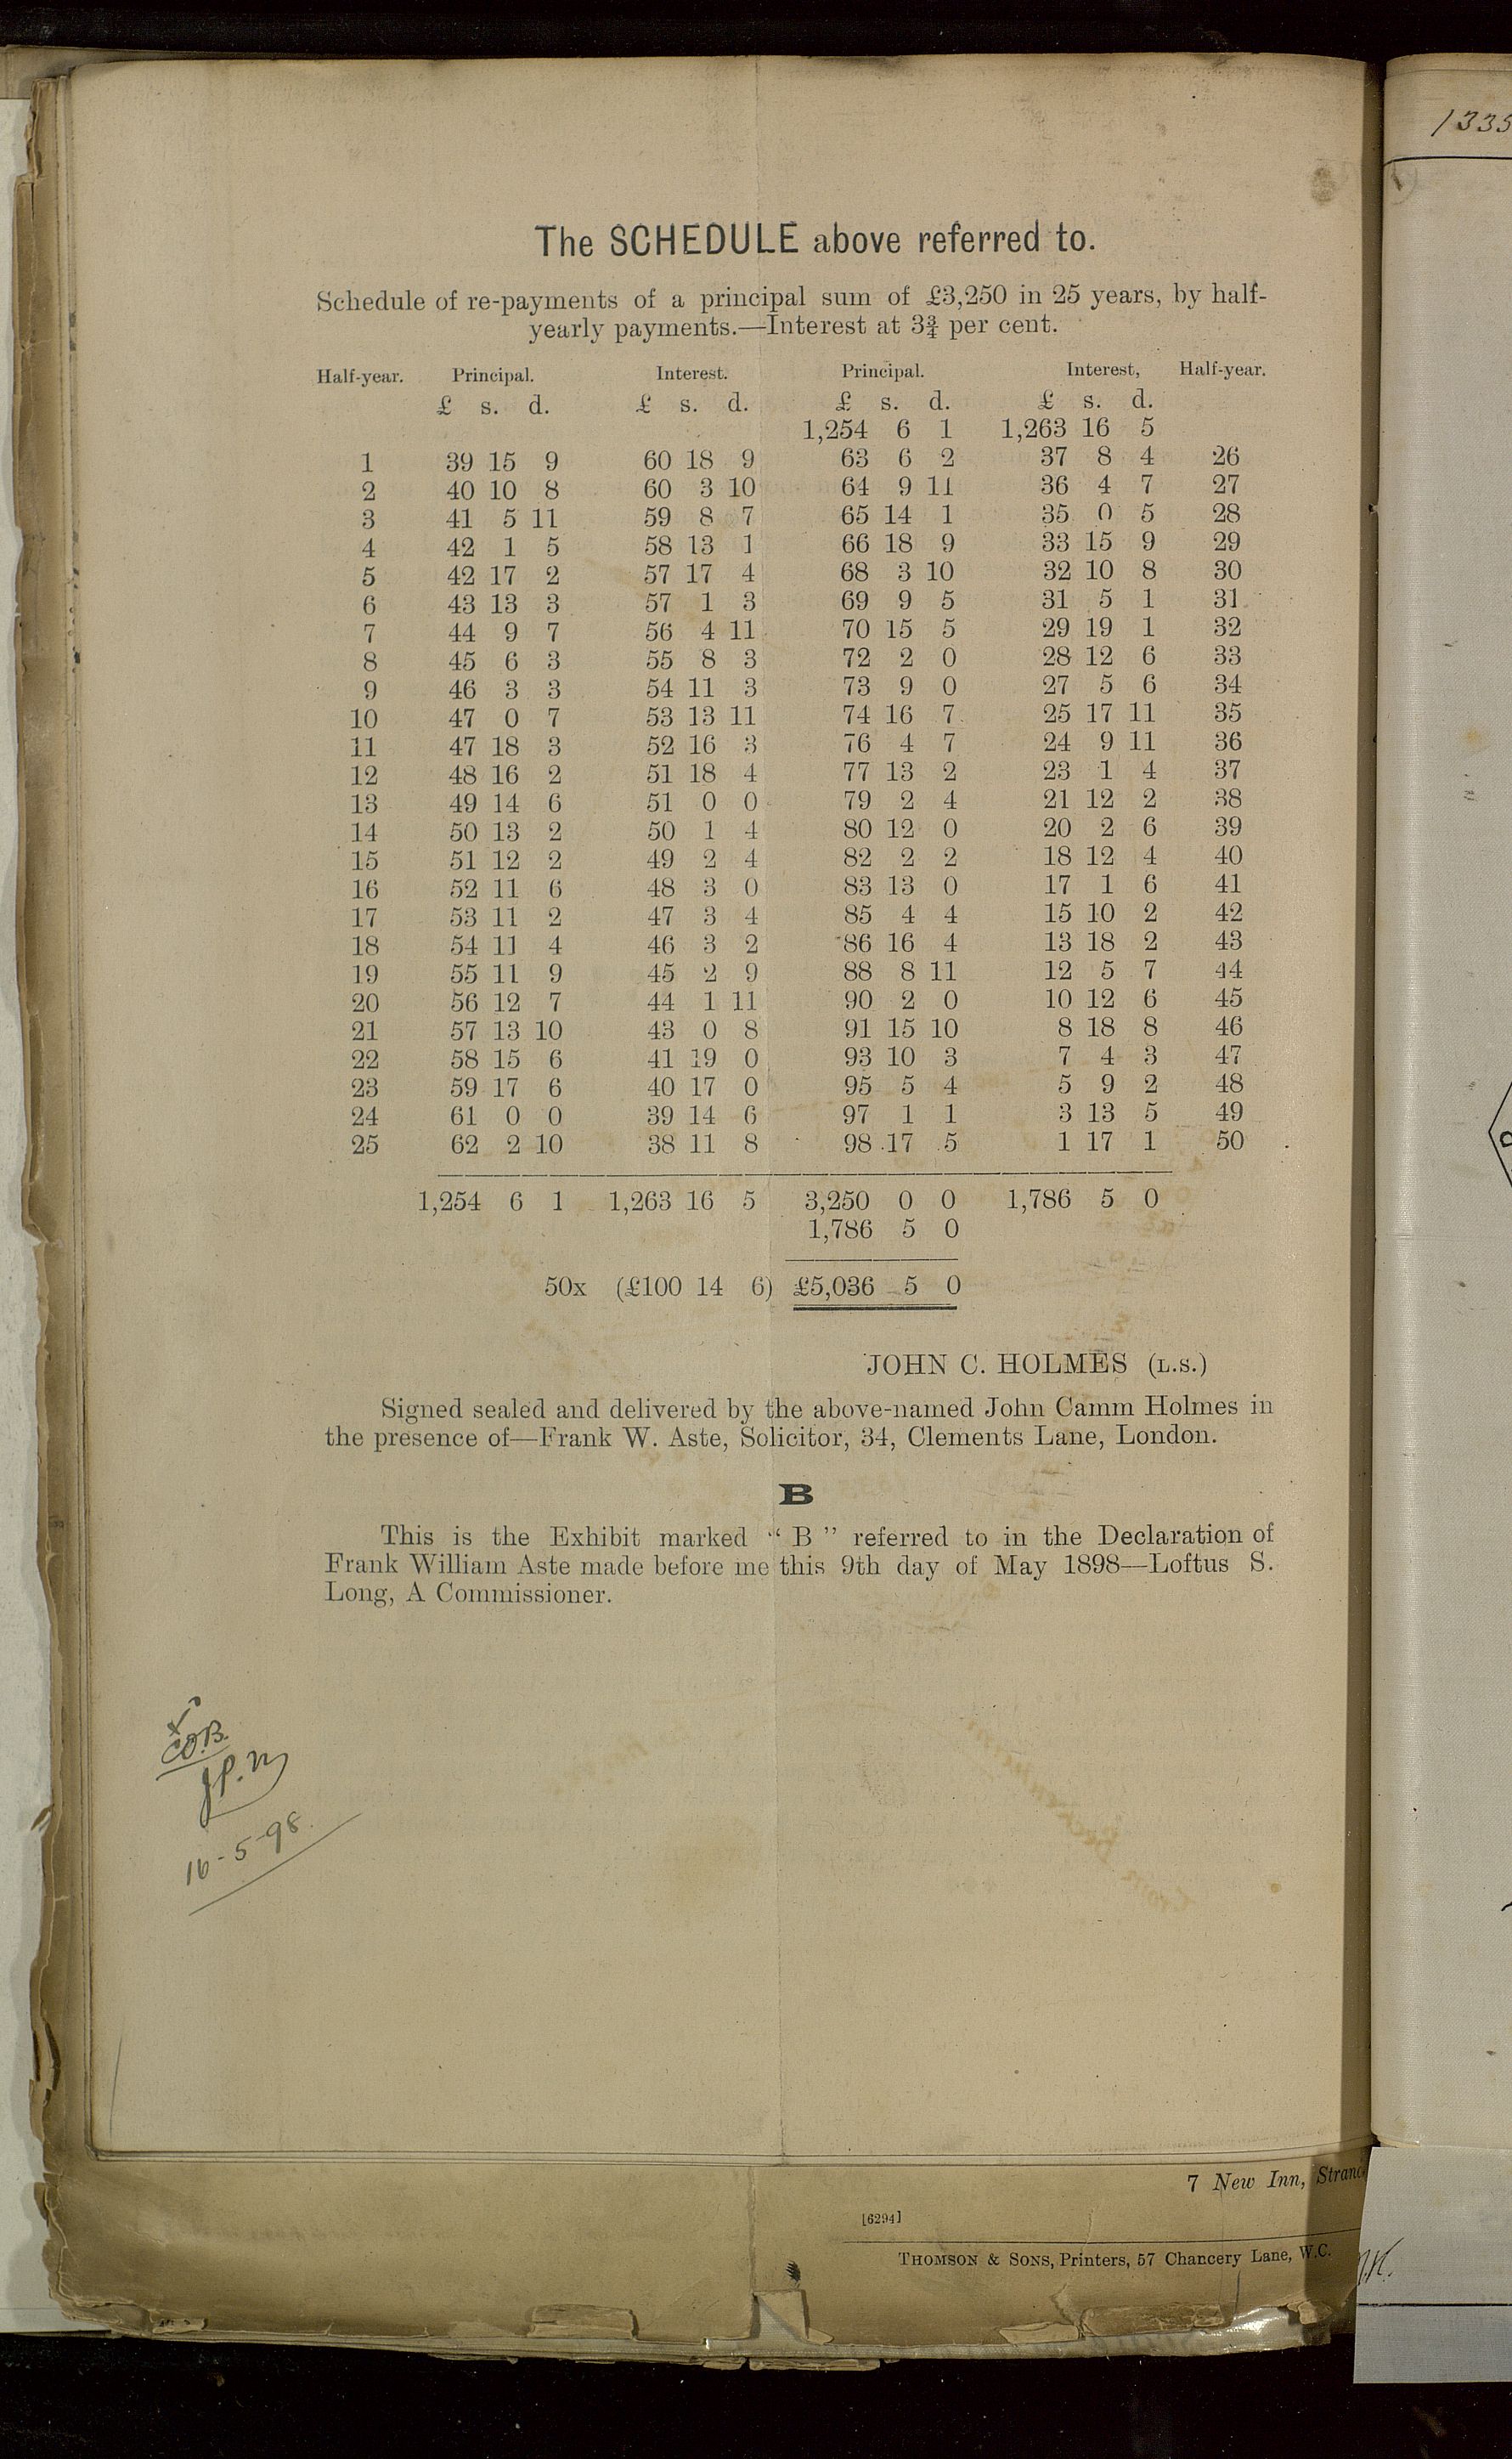 1335
The SCHEDULE above referred to.
Schedule of re-payments of a principal sum of £3,250 in 25 years, by half-
yearly payments.—Interest at 3¾ per cent.
Half-year. Principal. Interest. Principal. Interest, Half-year.
£ s. d. £ s. d. £ s. d. £ s. d.
1,254 6 1 1,263 16 5
1 39 15 9 60 18 9 63 6 2 37 8 4 26
2 40 10 8 60 3 10 64 9 11 36 4 7 27
3 41 5 11 59 8 7 65 14 1 35 0 5 28
4 42 1 5 58 13 1 66 18 9 33 15 9 29
5 42 17 2 57 17 4 68 3 10 32 10 8 30
6 43 13 3 57 1 3 69 9 5 31 5 1 31
7 44 9 7 56 4 11 70 15 5 29 19 1 32
8 45 6 3 55 8 3 72 2 0 28 12 6 33
9 46 3 3 54 11 3 73 9 0 27 5 6 34
10 47 0 7 53 13 11 74 16 7 25 17 11 35
11 47 18 3 52 16 3 76 4 7 24 9 11 36
12 48 16 2 51 18 4 77 13 2 23 1 4 37
13 49 14 6 51 0 0 79 2 4 21 12 2 38
14 50 13 2 50 1 4 80 12 0 20 2 6 39
15 51 12 2 49 2 4 82 2 2 18 12 4 40
16 52 11 6 48 3 0 83 13 0 17 1 6 41
17 53 11 2 47 3 4 85 4 4 15 10 2 42
18 54 11 4 46 3 2 86 16 4 13 18 2 43
19 55 11 9 45 2 9 88 8 11 12 5 7 44
20 56 12 7 44 1 11 90 2 0 10 12 6 45
21 57 13 10 43 0 8 91 15 10 8 18 8 46
22 58 15 6 41 19 0 93 10 3 7 4 3 47
23 59 17 6 40 17 0 95 5 4 5 9 2 48
24 61 0 0 39 14 6 97 1 1 3 13 5 49
25 62 2 10 38 11 8 98 17 5 1 17 1 50
1,254 6 1 1,263 16 5 3,250 0 0 1,786 5 0
1,786 5 0
50x (£100 14 6) £5,036 5 0
JOHN C. HOLMES (L.S.)
Signed sealed and delivered by the above-named John Camm Holmes in
the presence of—Frank W. Aste, Solicitor, 34, Clements Lane, London.
B
This is the Exhibit marked “ B ” referred to in the Declaration of
Frank William Aste made before me this 9th day of May 1898—Loftus S.
Long, A Commissioner.
16-5-98.
7 New Inn, Strand
[6294]
THOMSON & SONS, Printers, 57 Chancery Lane, W.C.